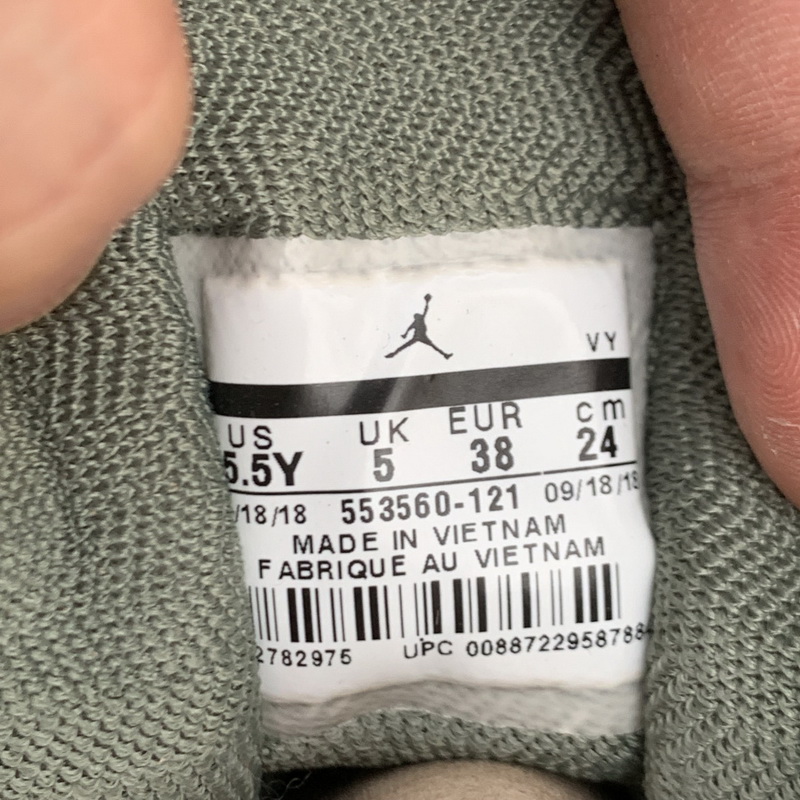 VY
US UK EUR cm
5.5Y 5 38 24
/18/18 553560-121 09/18/18
MADE IN VIETNAM
FABRIQUE AU VIETNAM
2782975 UPC 00887229587884